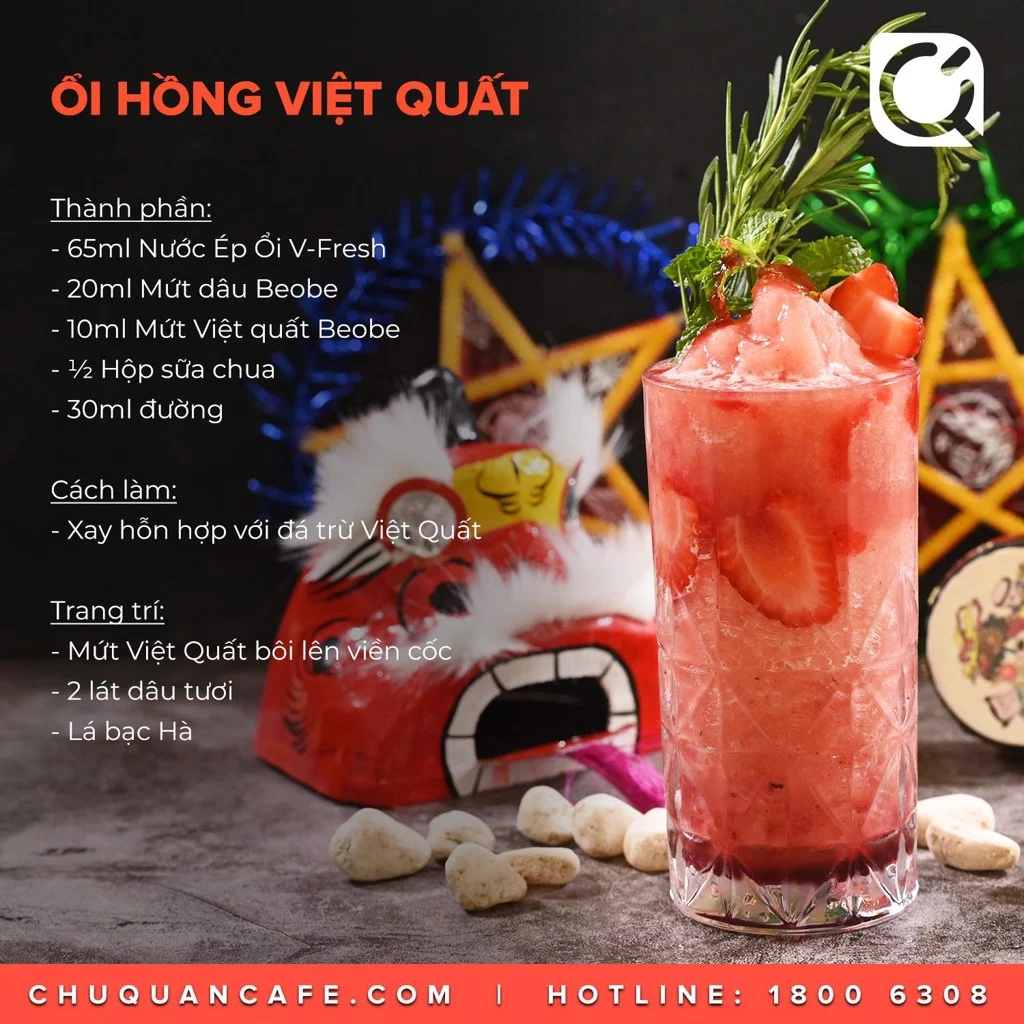 ỔI HỒNG VIỆT QUẤT
Thành phần:
- 65ml Nước Ép Ổi V-Fresh
- 20ml Mứt dâu Beobe
- 10ml Mứt Việt quất Beobe
- ½ Hộp sữa chua
- 30ml đường
Cách làm:
- Xay hỗn hợp với đá trừ Việt Quất
Trang trí:
- Mứt Việt Quất bôi lên viền cốc
- 2 lát dâu tươi
- Lá bạc Hà
CHUQUANCAFE.COM | HOTLINE: 1800 6308